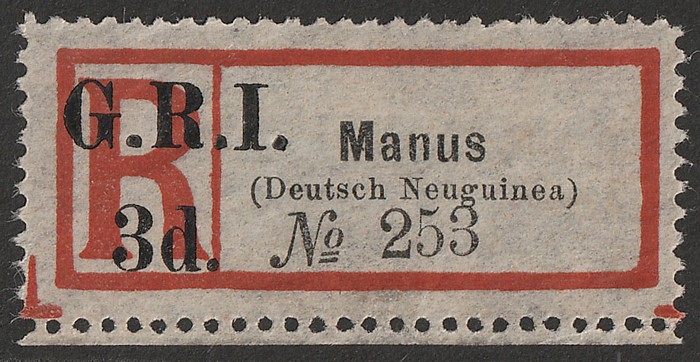 R
G.R.I.
3d.
Manus
(Deutsch Neuguinea)
№ 253